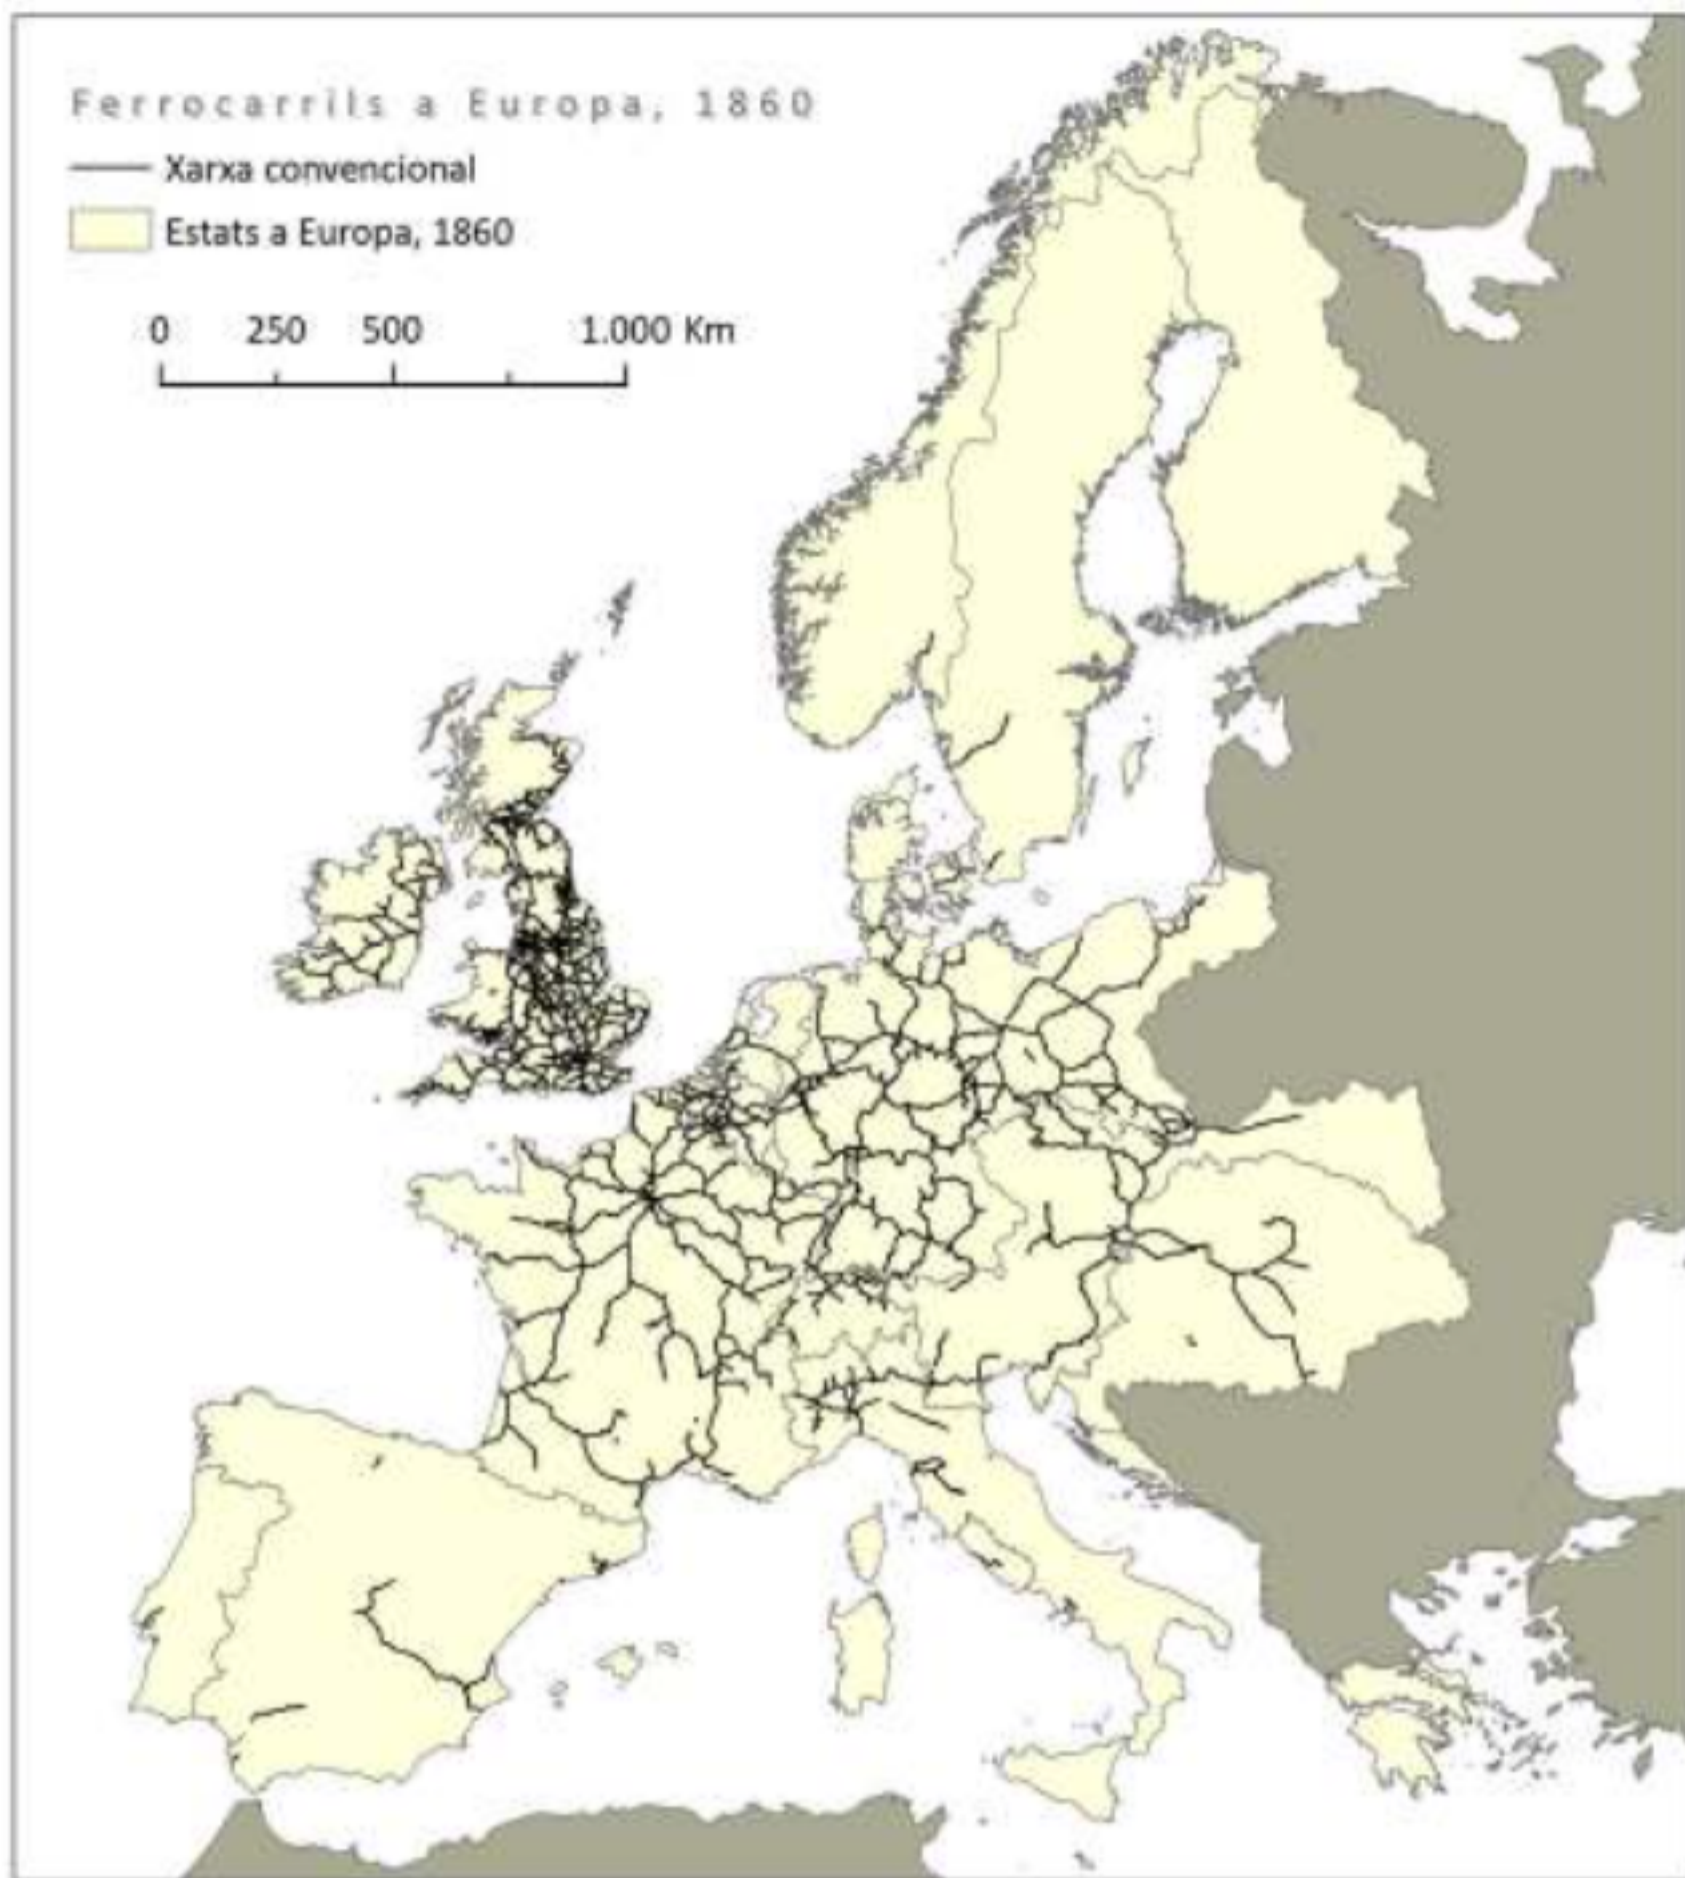 Ferrocarrils a Europa, 1860
Xarxa convencional
Estats a Europa, 1860
0 250 500 1.000 Km